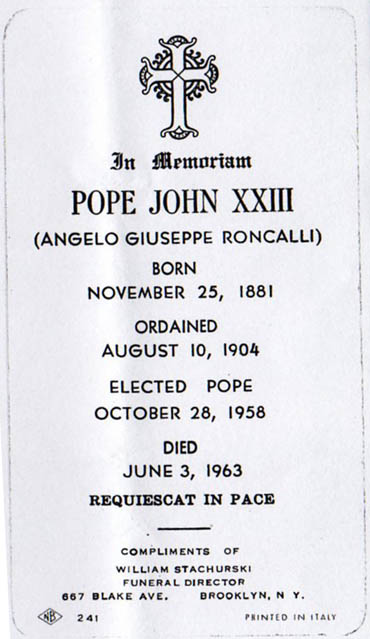 In Memoriam
POPE JOHN XXIII
(ANGELO GIUSEPPE RONCALLI)
BORN
NOVEMBER 25, 1881
ORDAINED
AUGUST 10, 1904
ELECTED POPE
OCTOBER 28, 1958
DIED
JUNE 3, 1963
REQUIESCAT IN PACE
COMPLIMENTS OF
WILLIAM STACHURSKI
FUNERAL DIRECTOR
667 BLAKE AVE. BROOKLYN, N. Y.
NB 241 PRINTED IN ITALY